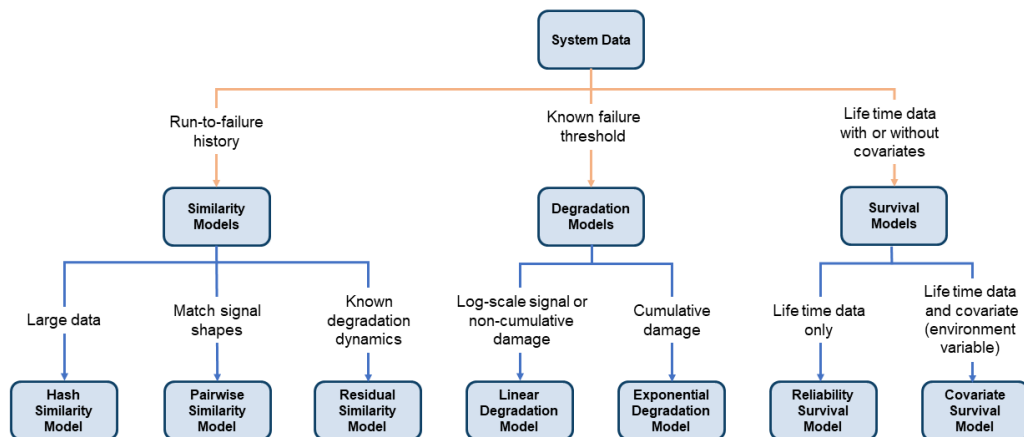 System Data
Run-to-failure
history
Known failure
threshold
Life time data
with or without
covariates
Similarity
Models
Degradation
Models
Survival
Models
Large data
Match signal
shapes
Known
degradation
dynamics
Log-scale signal or
non-cumulative
damage
Cumulative
damage
Life time data
only
Life time data
and covariate
(environment
variable)
Hash
Similarity
Model
Pairwise
Similarity
Model
Residual
Similarity
Model
Linear
Degradation
Model
Exponential
Degradation
Model
Reliability
Survival
Model
Covariate
Survival
Model